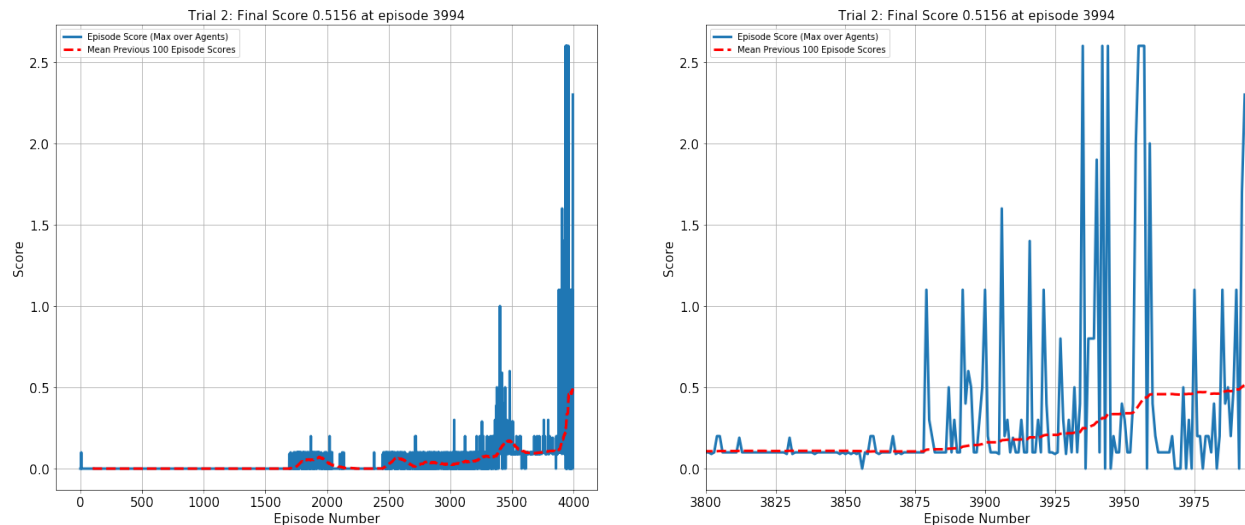 Trial 2: Final Score 0.5156 at episode 3994
Episode Score (Max over Agents)
Mean Previous 100 Episode Scores
2.5
2.0
1.5
1.0
0.5
0.0
Score
0 500 1000 1500 2000 2500 3000 3500 4000
Episode Number
Trial 2: Final Score 0.5156 at episode 3994
Episode Score (Max over Agents)
Mean Previous 100 Episode Scores
2.5
2.0
1.5
1.0
0.5
0.0
Score
3800 3825 3850 3875 3900 3925 3950 3975
Episode Number